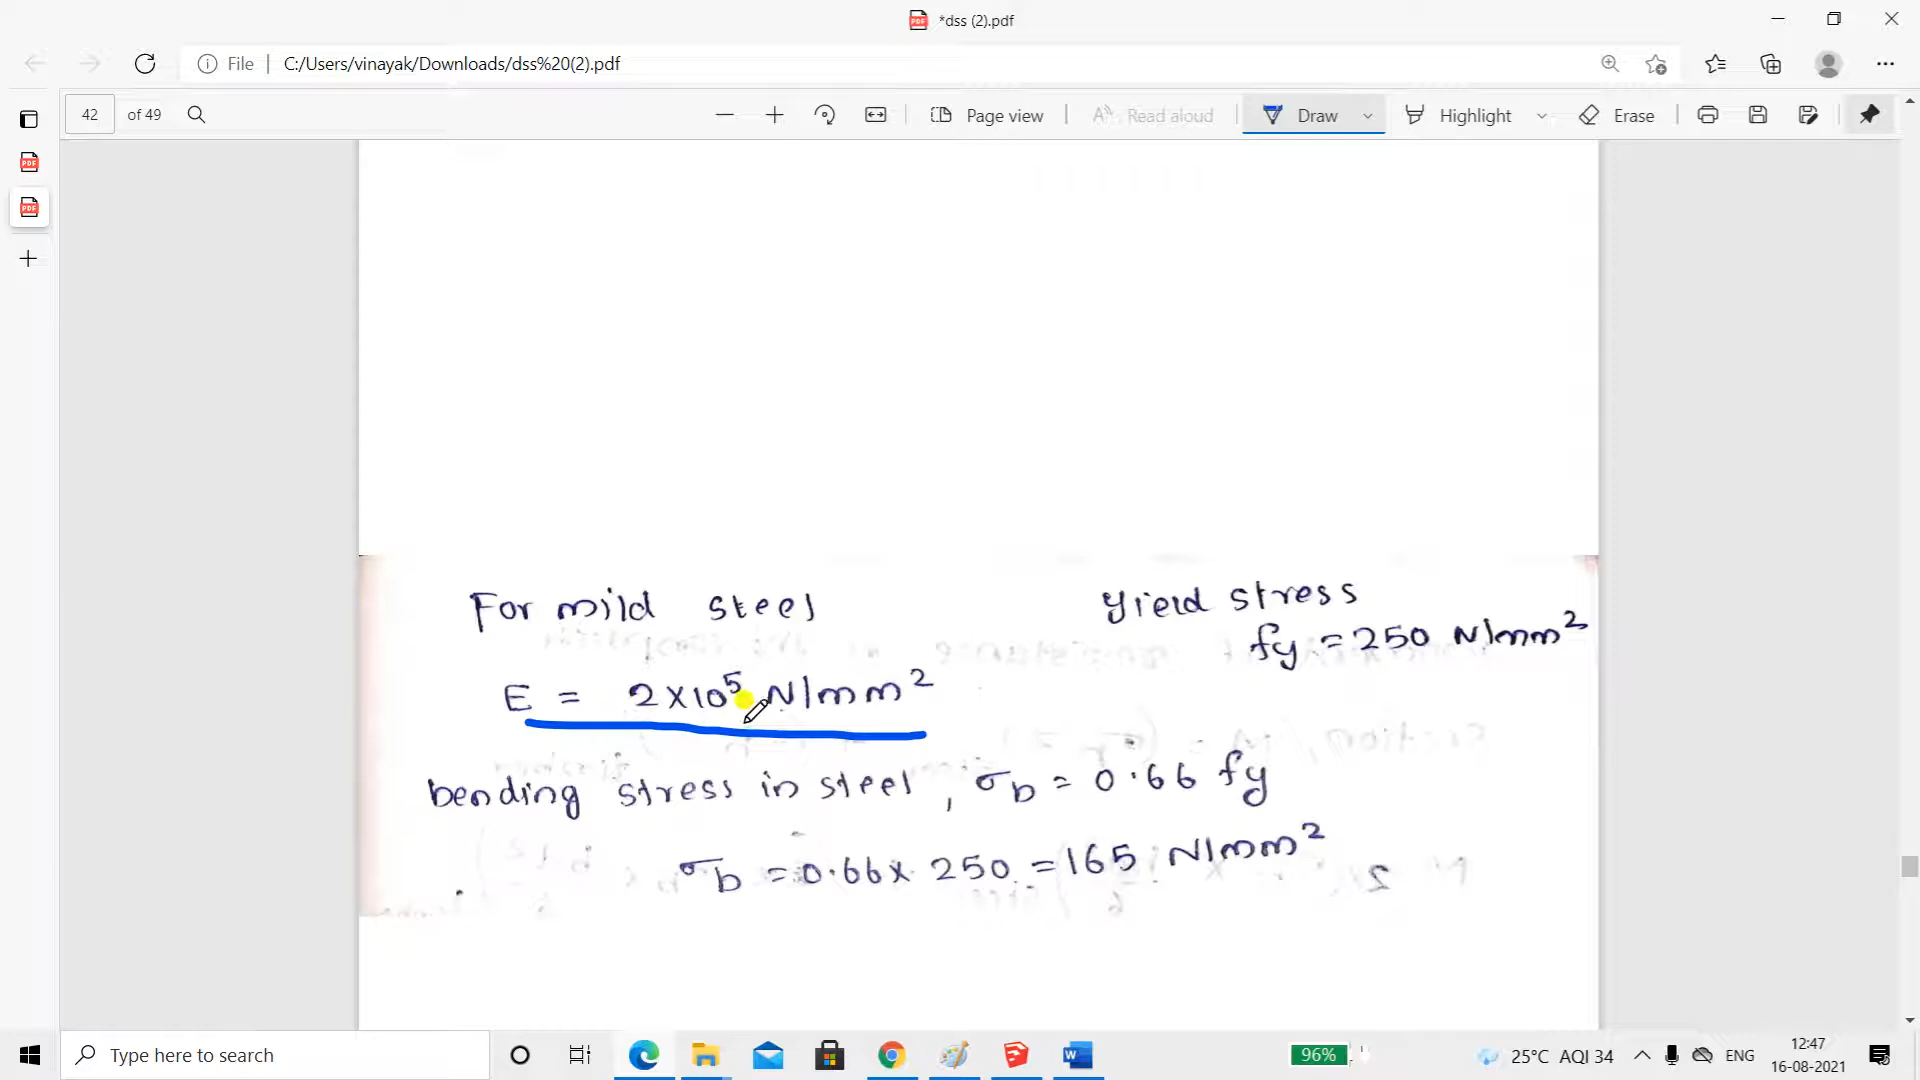 *dss (2).pdf
File | C:/Users/vinayak/Downloads/dss%20(2).pdf
42 of 49
Page view
Read aloud
Draw
Highlight
Erase
For mild steel
Yield stress
fy = 250 N/mm²
E = 2×10⁵ N/mm²
bending stress in steel, σb = 0.66 fy
σb = 0.66 × 250 = 165 N/mm²
Type here to search
96%
25°C AQI 34
ENG
12:47
16-08-2021